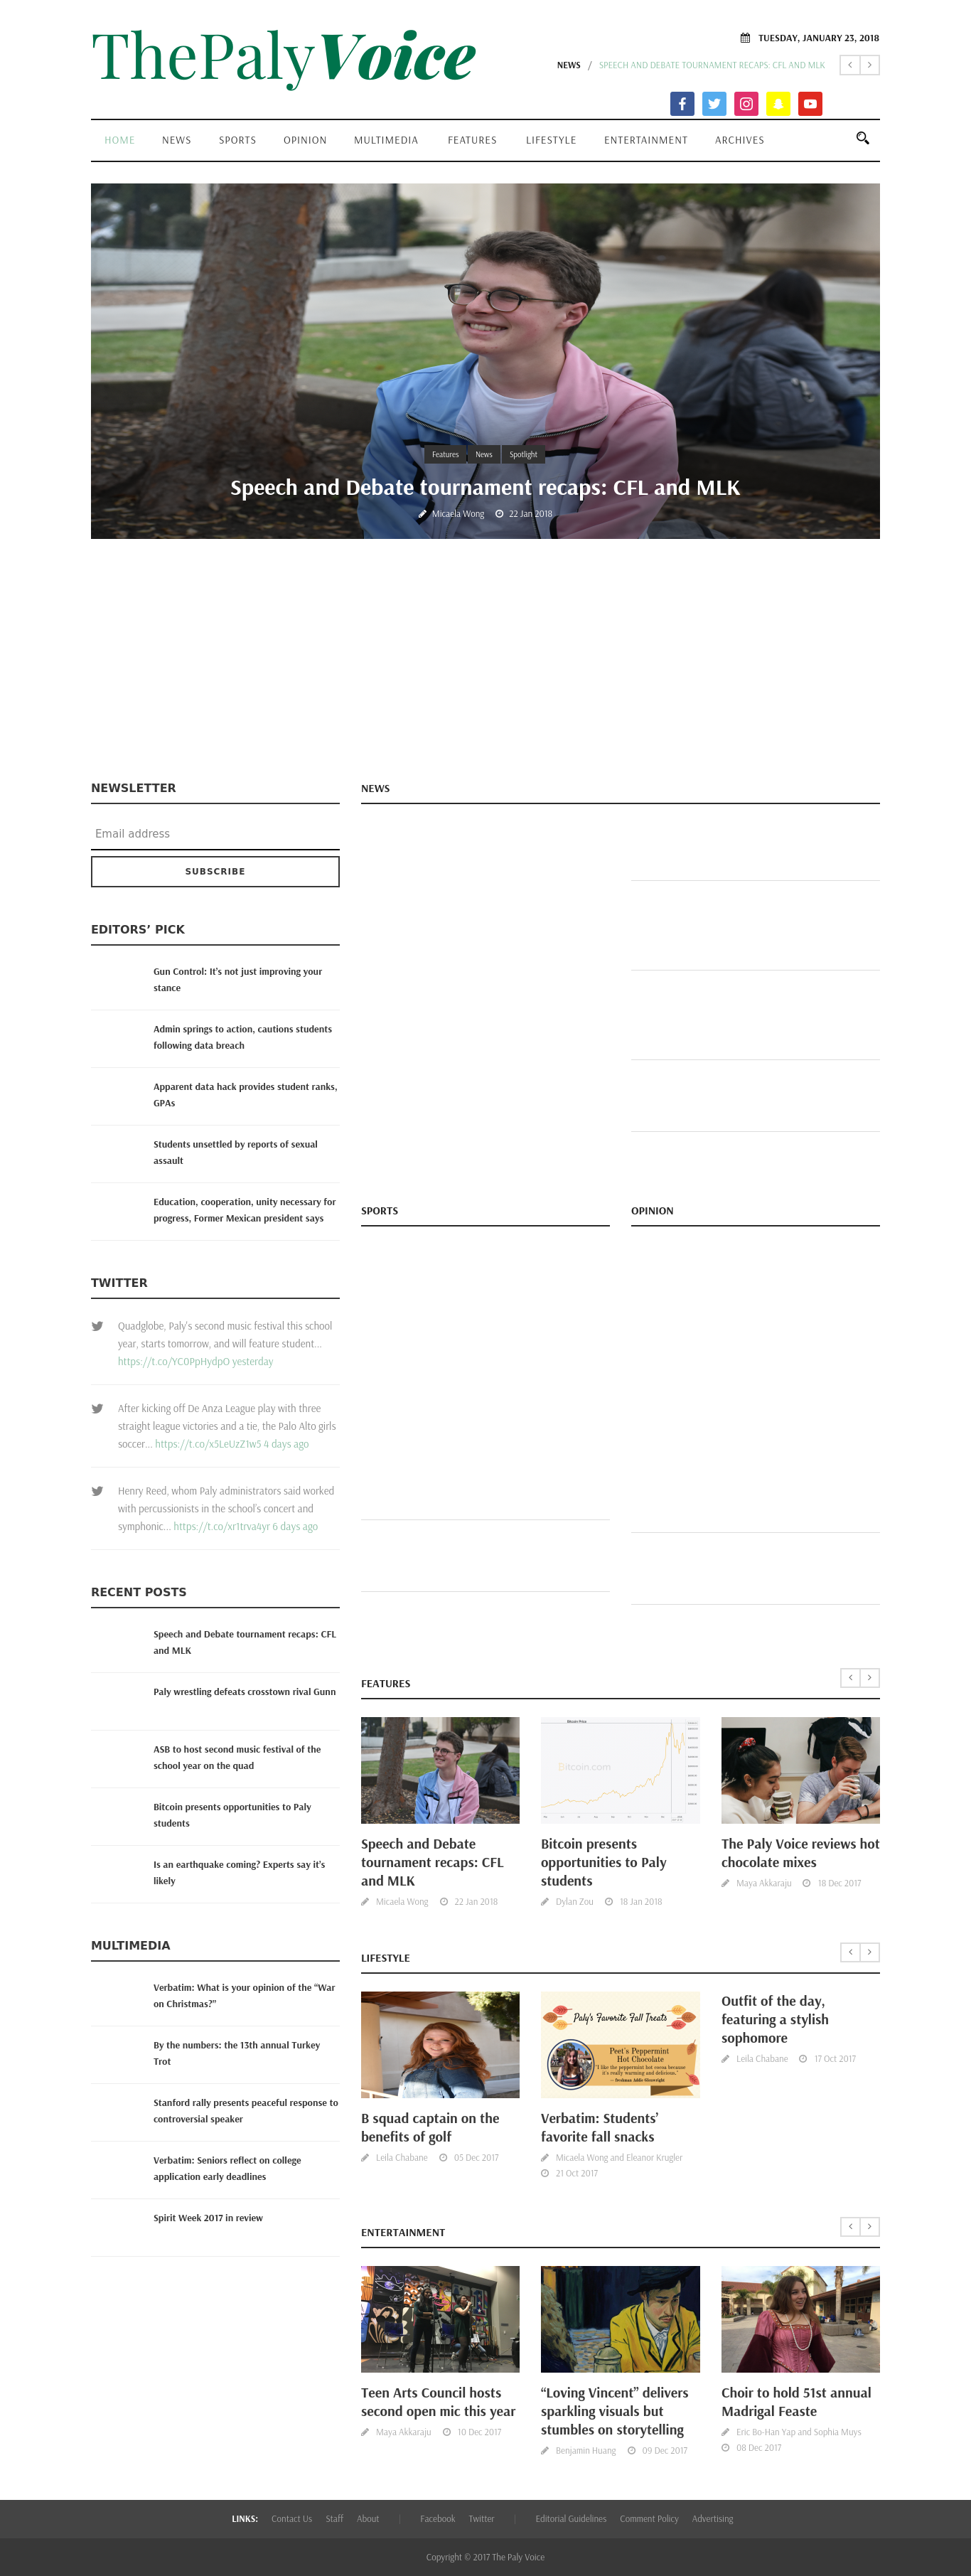 ThePalyVoice
TUESDAY, JANUARY 23, 2018
NEWS / SPEECH AND DEBATE TOURNAMENT RECAPS: CFL AND MLK
HOME NEWS SPORTS OPINION MULTIMEDIA FEATURES LIFESTYLE ENTERTAINMENT ARCHIVES
Features News Spotlight
Speech and Debate tournament recaps: CFL and MLK
Micaela Wong 22 Jan 2018
NEWSLETTER
Email address
SUBSCRIBE
EDITORS’ PICK
Gun Control: It's not just improving your
stance
Admin springs to action, cautions students
following data breach
Apparent data hack provides student ranks,
GPAs
Students unsettled by reports of sexual
assault
Education, cooperation, unity necessary for
progress, Former Mexican president says
TWITTER
Quadglobe, Paly's second music festival this school
year, starts tomorrow, and will feature student...
https://t.co/YC0PpHydpO yesterday
After kicking off De Anza League play with three
straight league victories and a tie, the Palo Alto girls
soccer... https://t.co/x5LeUzZ1w5 4 days ago
Henry Reed, whom Paly administrators said worked
with percussionists in the school's concert and
symphonic... https://t.co/xr1trva4yr 6 days ago
RECENT POSTS
Speech and Debate tournament recaps: CFL
and MLK
Paly wrestling defeats crosstown rival Gunn
ASB to host second music festival of the
school year on the quad
Bitcoin presents opportunities to Paly
students
Is an earthquake coming? Experts say it's
likely
MULTIMEDIA
Verbatim: What is your opinion of the “War
on Christmas?”
By the numbers: the 13th annual Turkey
Trot
Stanford rally presents peaceful response to
controversial speaker
Verbatim: Seniors reflect on college
application early deadlines
Spirit Week 2017 in review
NEWS
SPORTS
OPINION
FEATURES
Bitcoin Price
Bitcoin.com
Speech and Debate
tournament recaps: CFL
and MLK
Micaela Wong 22 Jan 2018
Bitcoin presents
opportunities to Paly
students
Dylan Zou 18 Jan 2018
The Paly Voice reviews hot
chocolate mixes
Maya Akkaraju 18 Dec 2017
LIFESTYLE
B squad captain on the
benefits of golf
Leila Chabane 05 Dec 2017
Paly's Favorite Fall Treats
Peet's Peppermint
Hot Chocolate
"I like the peppermint hot cocoa because
it's really warming and delicious."
Verbatim: Students’
favorite fall snacks
Micaela Wong and Eleanor Krugler
21 Oct 2017
Outfit of the day,
featuring a stylish
sophomore
Leila Chabane 17 Oct 2017
ENTERTAINMENT
Teen Arts Council hosts
second open mic this year
Maya Akkaraju 10 Dec 2017
“Loving Vincent” delivers
sparkling visuals but
stumbles on storytelling
Benjamin Huang 09 Dec 2017
Choir to hold 51st annual
Madrigal Feaste
Eric Bo-Han Yap and Sophia Muys
08 Dec 2017
LINKS: Contact Us Staff About | Facebook Twitter | Editorial Guidelines Comment Policy Advertising
Copyright © 2017 The Paly Voice